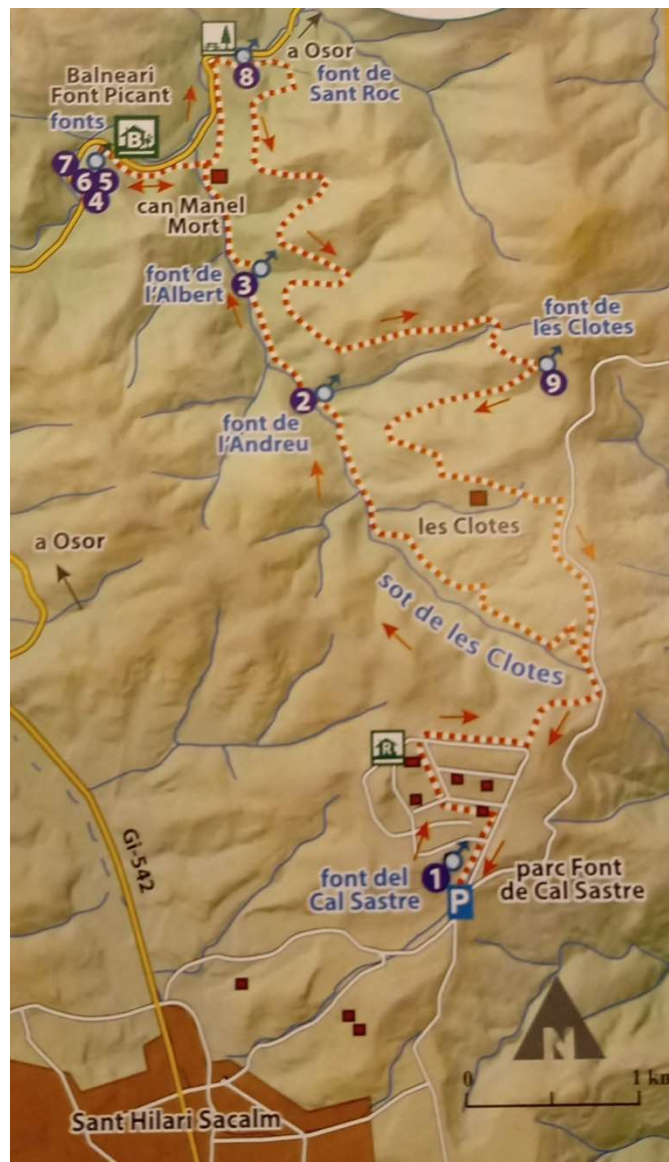 a Osor
8
font de
Sant Roc
Balneari
Font Picant
fonts
B
7
6 5
4
can Manel
Mort
font de
l'Albert
3
font de
les Clotes
9
2
font de
l'Andreu
les Clotes
a Osor
sot de les Clotes
R
Gi-542
1
font del
Cal Sastre
P
parc Font
de Cal Sastre
N
0 1 km
Sant Hilari Sacalm